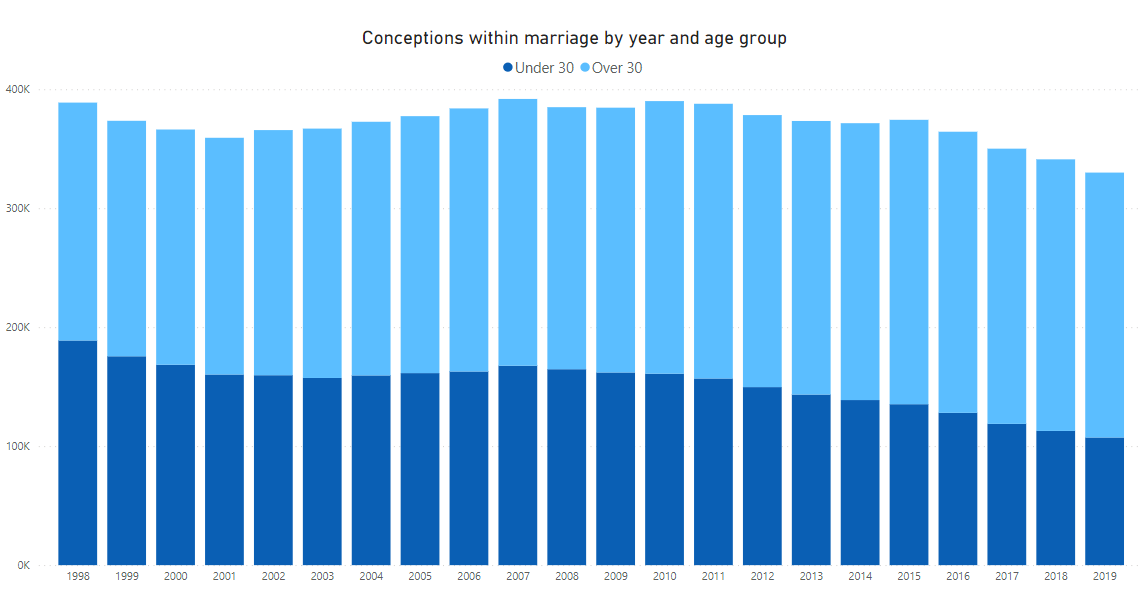 Conceptions within marriage by year and age group
Under 30 Over 30
400K
300K
200K
100K
0K
1998 1999 2000 2001 2002 2003 2004 2005 2006 2007 2008 2009 2010 2011 2012 2013 2014 2015 2016 2017 2018 2019